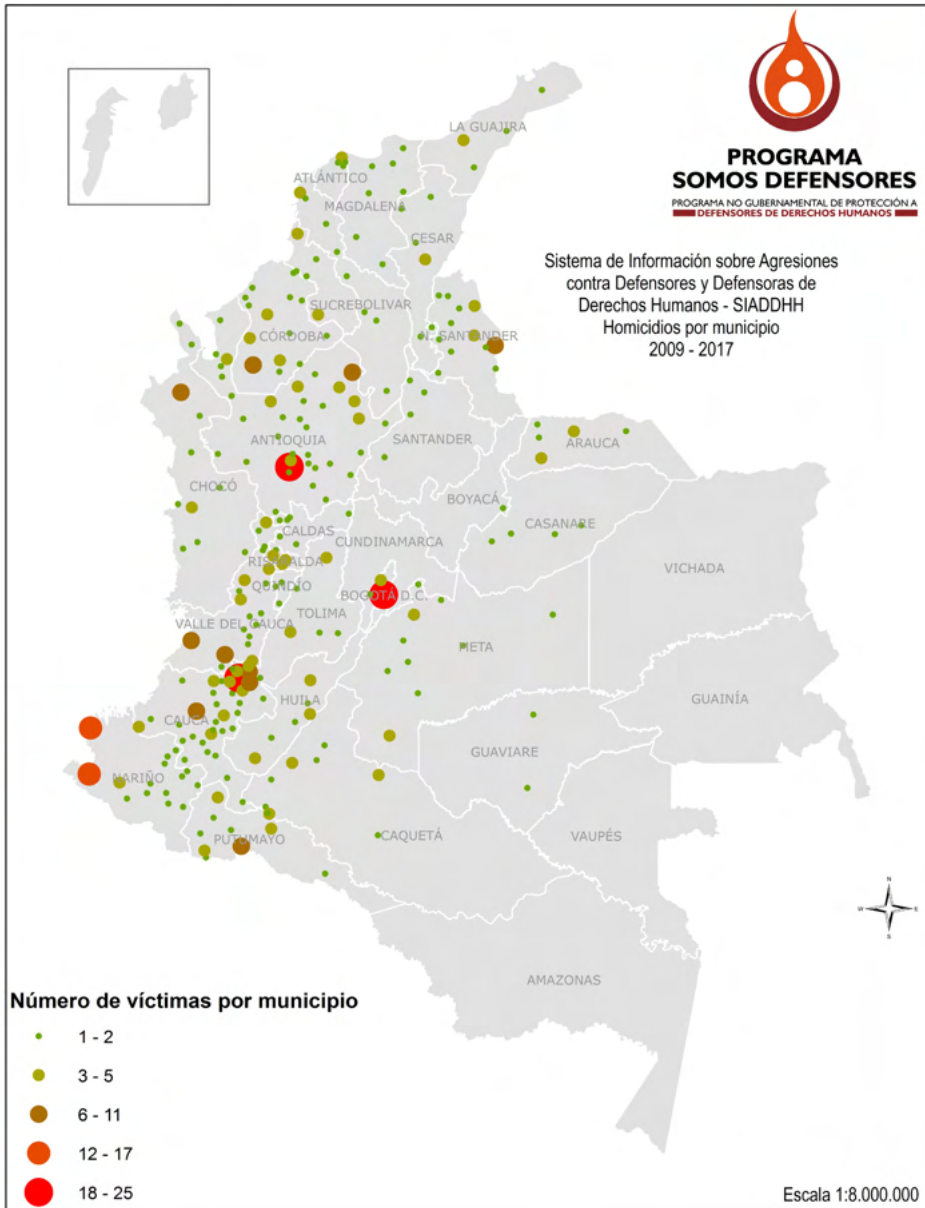 PROGRAMA
SOMOS DEFENSORES
PROGRAMA NO GUBERNAMENTAL DE PROTECCIÓN A
DEFENSORES DE DERECHOS HUMANOS
Sistema de Información sobre Agresiones
contra Defensores y Defensoras de
Derechos Humanos - SIADDHH
Homicidios por municipio
2009 - 2017
LA GUAJIRA
ATLÁNTICO
MAGDALENA
CESAR
SUCRE
BOLIVAR
CÓRDOBA
N. SANTANDER
ANTIOQUIA
SANTANDER
ARAUCA
CHOCÓ
BOYACÁ
CASANARE
CALDAS
CUNDINAMARCA
VICHADA
RISARALDA
QUINDÍO
BOGOTÁ D.C.
TOLIMA
VALLE DEL CAUCA
META
GUAINÍA
HUILA
CAUCA
GUAVIARE
NARIÑO
VAUPÉS
CAQUETÁ
PUTUMAYO
AMAZONAS
N
W
E
S
Número de víctimas por municipio
1 - 2
3 - 5
6 - 11
12 - 17
18 - 25
Escala 1:8.000.000